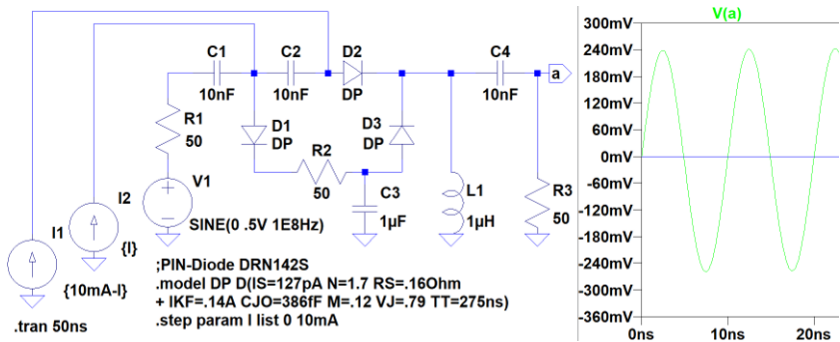 V(a)
C1
C2
D2
C4
10nF
10nF
DP
10nF
a
R1
50
D1
DP
D3
DP
R2
50
C3
1µF
L1
1µH
R3
50
V1
SINE(0 .5V 1E8Hz)
I2
{I}
I1
{10mA-I}
.tran 50ns
;PIN-Diode DRN142S
.model DP D(IS=127pA N=1.7 RS=.16Ohm
+ IKF=.14A CJO=386fF M=.12 VJ=.79 TT=275ns)
.step param I list 0 10mA
300mV
240mV
180mV
120mV
60mV
0mV
-60mV
-120mV
-180mV
-240mV
-300mV
-360mV
0ns
10ns
20ns